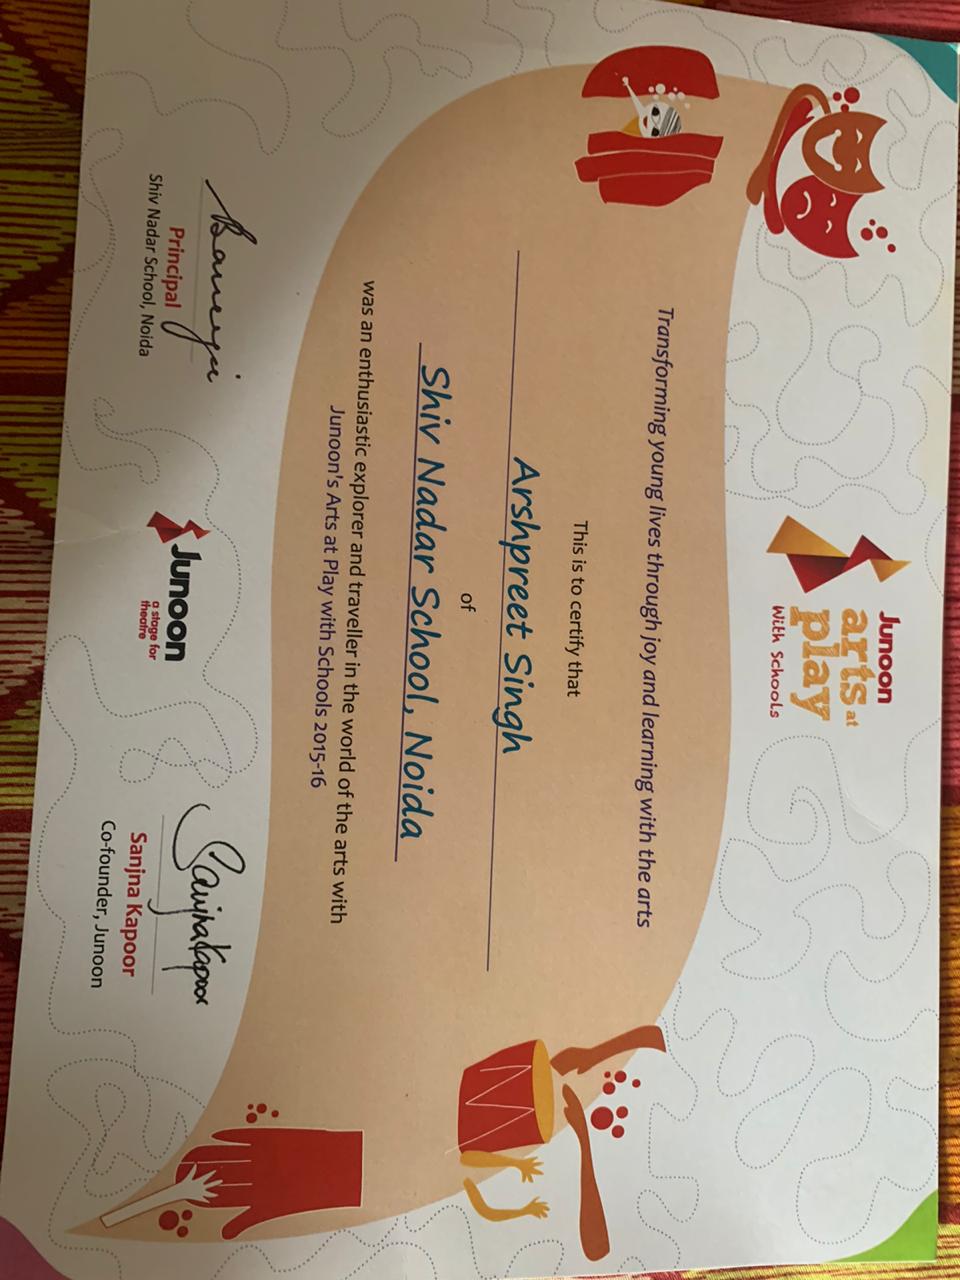 Junoon
arts at
play
With Schools
Transforming young lives through joy and learning with the arts
This is to certify that
Arshpreet Singh
of
Shiv Nadar School, Noida
was an enthusiastic explorer and traveller in the world of the arts with
Junoon's Arts at Play with Schools 2015-16
Principal
Shiv Nadar School, Noida
Junoon
a stage for
theatre
Sanjna Kapoor
Sanjna Kapoor
Co-founder, Junoon